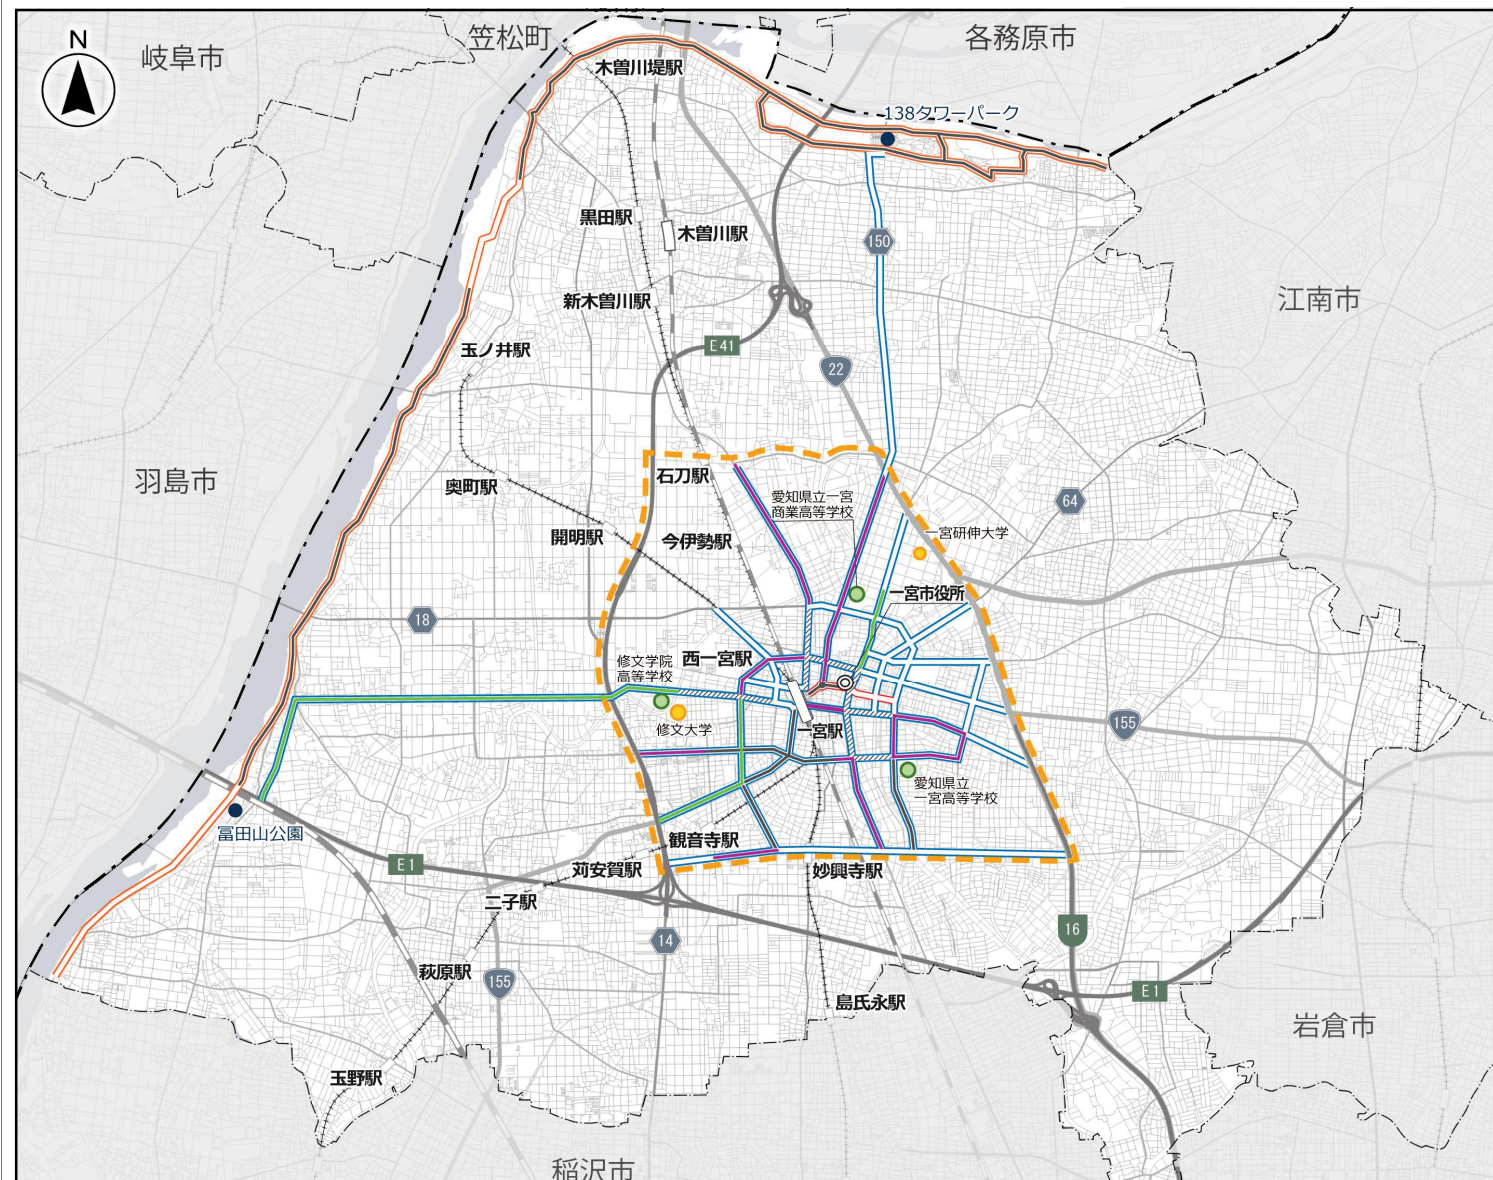 N
岐阜市
笠松町
各務原市
木曽川堤駅
138タワーパーク
黒田駅
木曽川駅
150
新木曽川駅
江南市
玉ノ井駅
E41
22
羽島市
石刀駅
奥町駅
愛知県立一宮
商業高等学校
64
開明駅
今伊勢駅
一宮研伸大学
一宮市役所
18
修文学院
高等学校
西一宮駅
修文大学
一宮駅
155
愛知県立
一宮高等学校
冨田山公園
観音寺駅
E1
苅安賀駅
妙興寺駅
二子駅
14
16
萩原駅
155
島氏永駅
E1
岩倉市
玉野駅
稲沢市